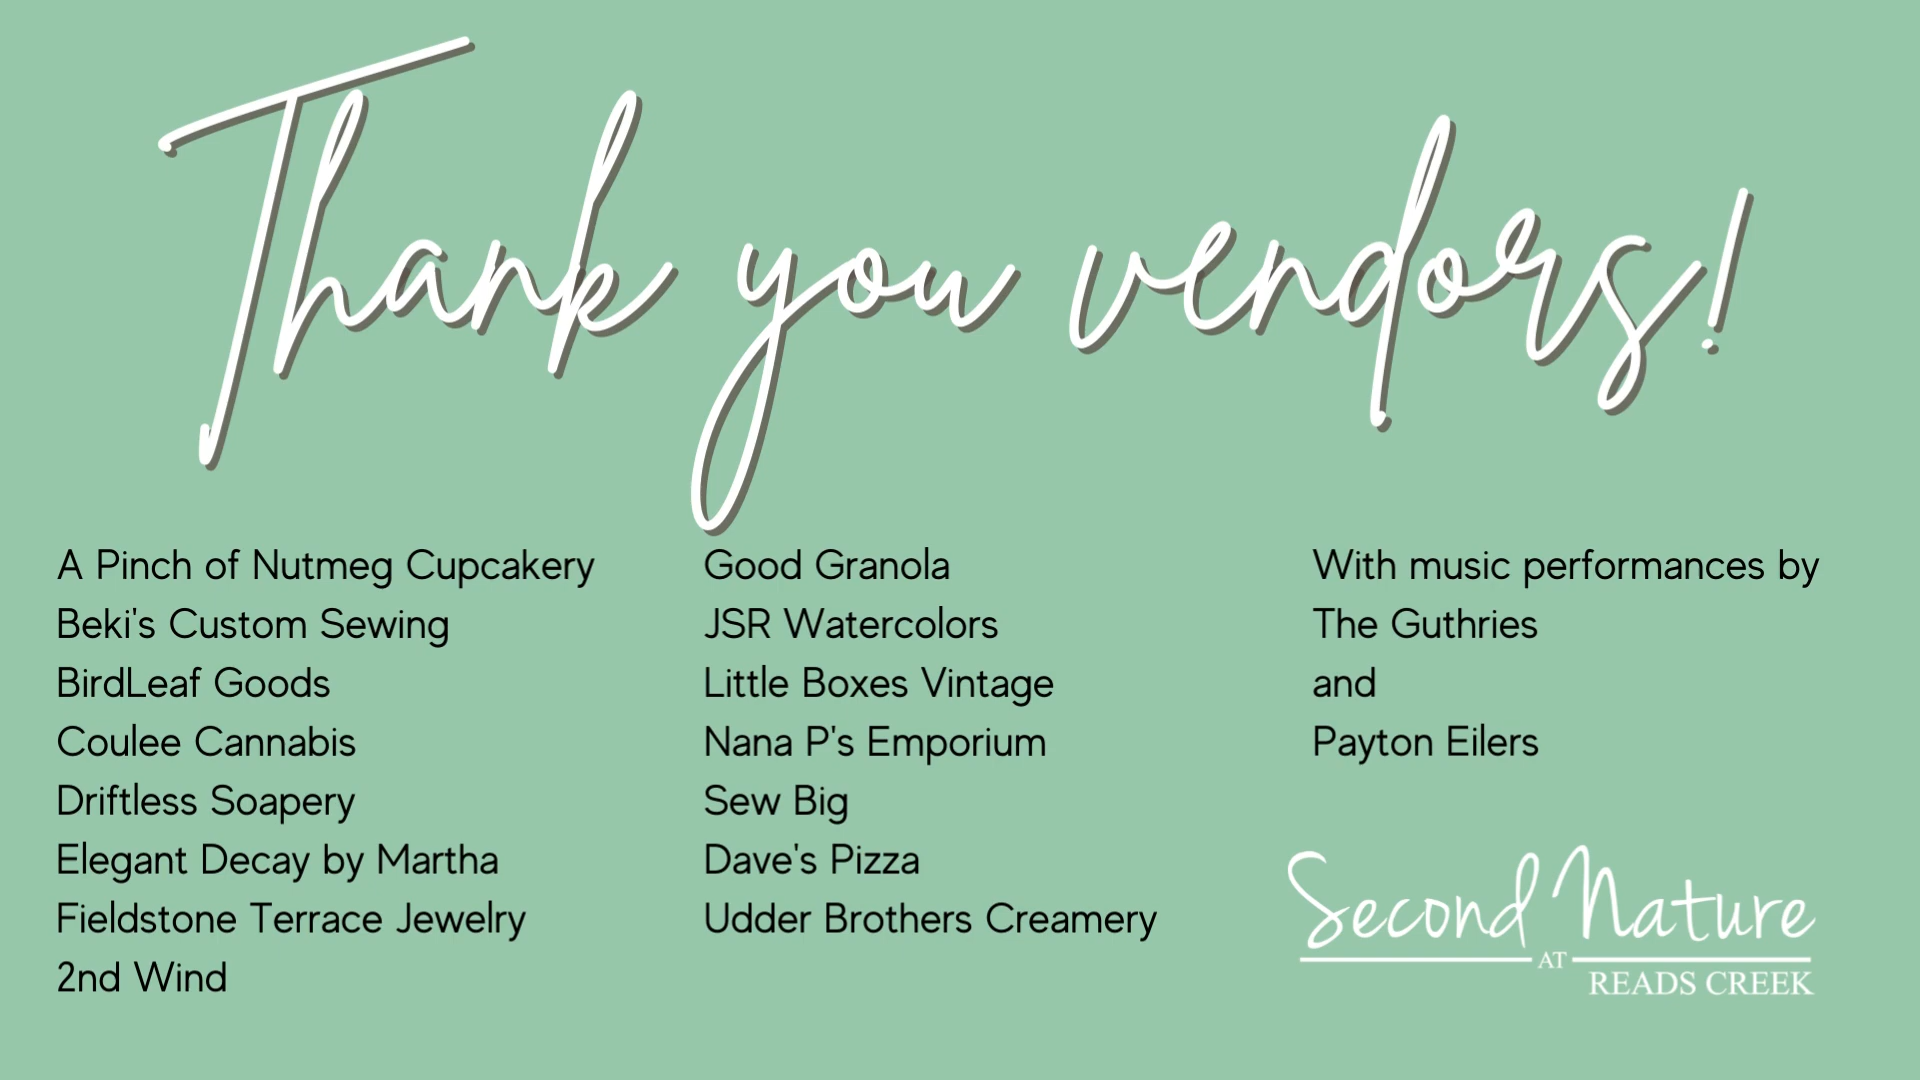 Thank you vendors!
A Pinch of Nutmeg Cupcakery
Beki's Custom Sewing
BirdLeaf Goods
Coulee Cannabis
Driftless Soapery
Elegant Decay by Martha
Fieldstone Terrace Jewelry
2nd Wind
Good Granola
JSR Watercolors
Little Boxes Vintage
Nana P's Emporium
Sew Big
Dave's Pizza
Udder Brothers Creamery
With music performances by
The Guthries
and
Payton Eilers
Second Nature
AT
READS CREEK